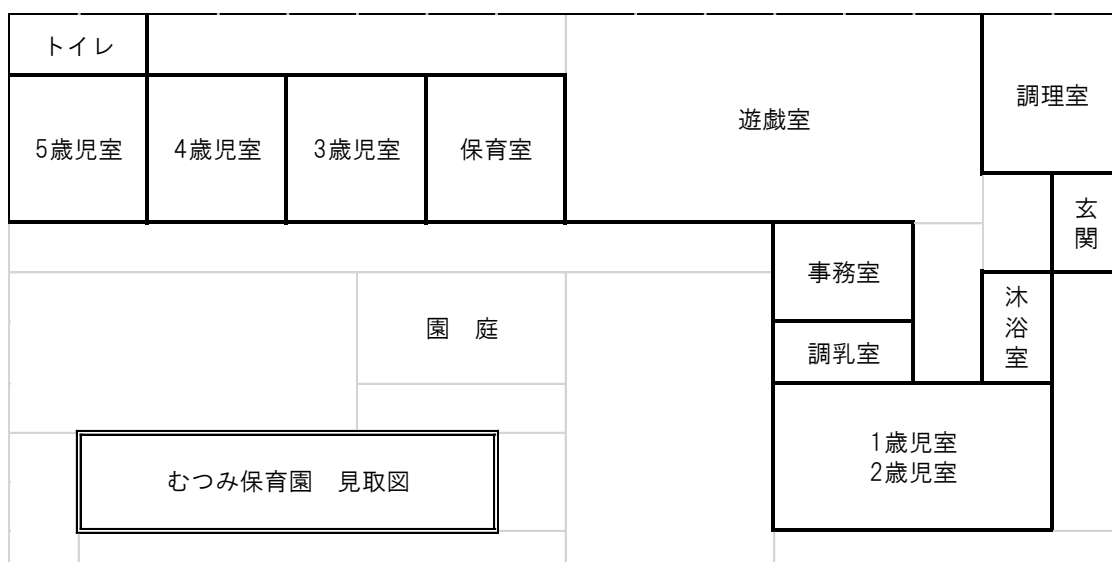 トイレ
調理室
遊戯室
5歳児室
4歳児室
3歳児室
保育室
玄関
事務室
沐浴室
園　庭
調乳室
1歳児室
2歳児室
むつみ保育園　見取図